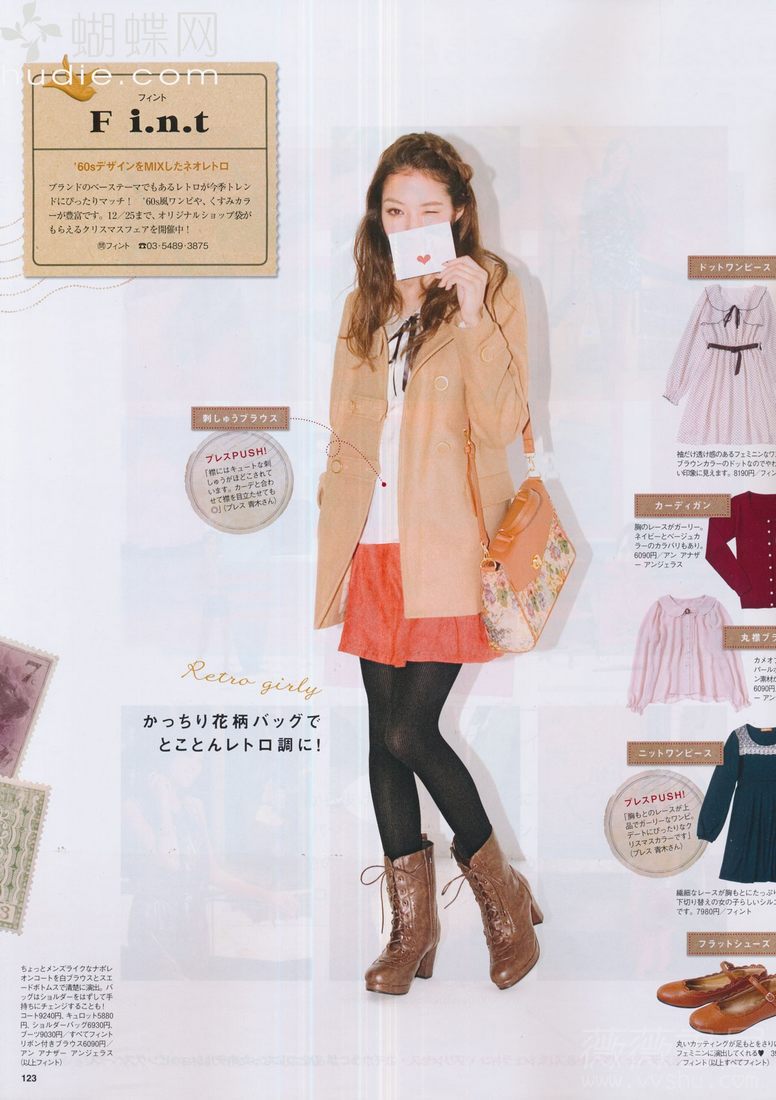 蝴蝶网
hudie.com
フィント
F i.n.t
'60sデザインをMIXしたネオレトロ
ブランドのベーステーマでもあるレトロが今季トレン
ドにぴったりマッチ! '60s風ワンピや、くすみカラ
ーが豊富です。12/25まで、オリジナルショップ袋が
もらえるクリスマスフェアを開催中!
㉄フィント ☎03・5489・3875
刺しゅうブラウス
プレスPUSH!
「襟にはキュートな刺
しゅうがほどこされて
います。カーデと合わ
せて襟を目立たせても
◎」(プレス 青木さん)
Retro girly
かっちり花柄バッグで
とことんレトロ調に!
ドットワンピース
袖だけ透け感のあるフェミニンなワン
ブラウンカラーのドットなのでやわ
い印象に見えます。8190円/フィン
カーディガン
胸のレースがガーリー。
ネイビーとベージュカ
ラーのカラバリもあり。
6090円/アン アナザ
ー アンジェラス
丸襟ブラ
カメオ
パール
ン素材が
6090円
ー アン
ニットワンピース
プレスPUSH!
「胸もとのレースが上
品でガーリーなワンピ。
デートにぴったりなク
リスマスカラーです」
(プレス 青木さん)
繊細なレースが胸もとにたっぷり
下切り替えの女の子らしいシル
です。7980円/フィント
フラットシューズ
丸いカッティングが足もとをさりげ
フェミニンに演出してくれる♥ 39
/フィント(以上すべてフィント)
7
3
ちょっとメンズライクなナポレ
オンコートを白ブラウスとスエ
ードボトムスで清楚に演出。バ
ッグはショルダーをはずして手
持ちにチェンジすることも!
コート9240円、キュロット5880
円、ショルダーバッグ6930円、
ブーツ9030円/すべてフィント
リボン付きブラウス6090円/
アン アナザー アンジェラス
(以上フィント)
123